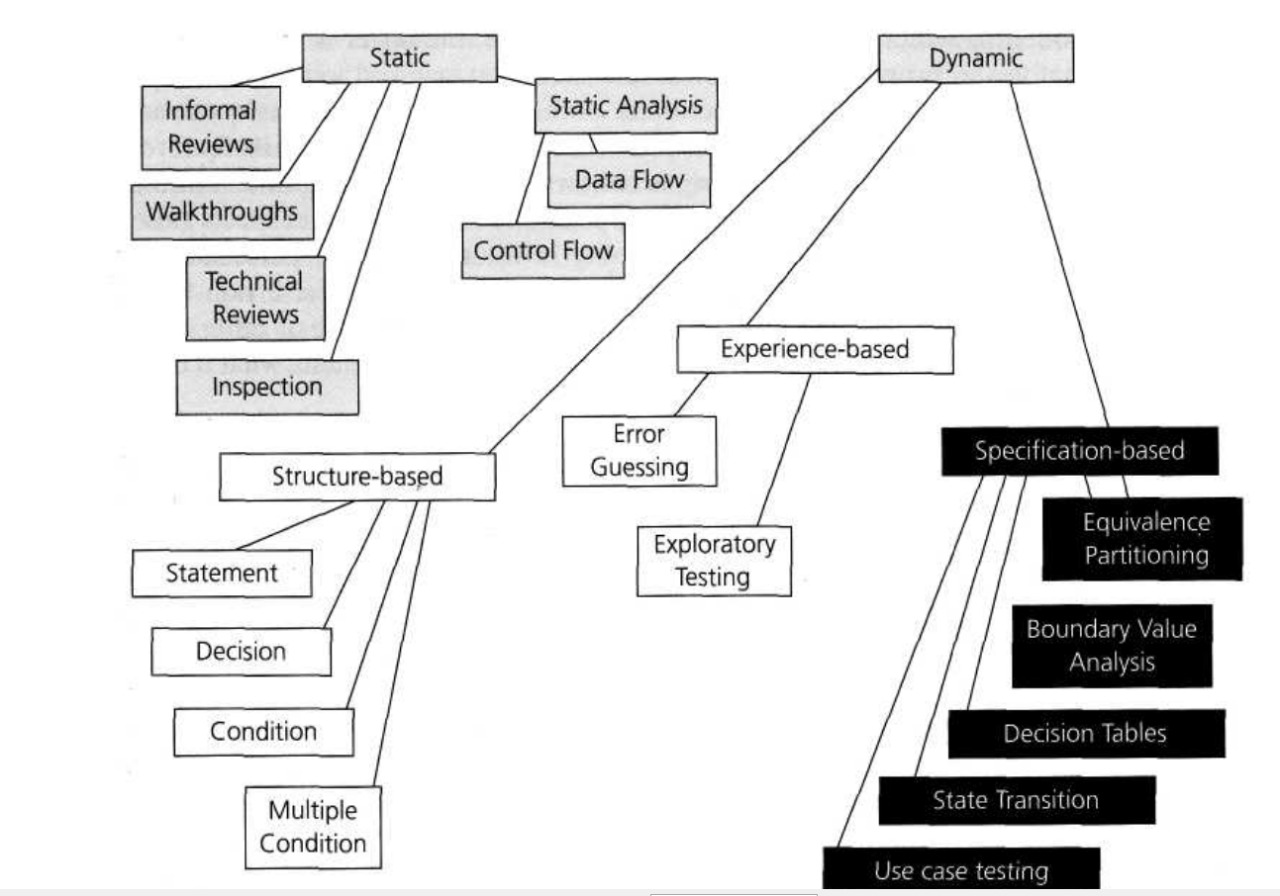 Static
Dynamic
Informal
Reviews
Static Analysis
Data Flow
Walkthroughs
Control Flow
Technical
Reviews
Inspection
Experience-based
Error
Guessing
Structure-based
Specification-based
Exploratory
Testing
Equivalence
Partitioning
Statement
Decision
Boundary Value
Analysis
Condition
Decision Tables
Multiple
Condition
State Transition
Use case testing